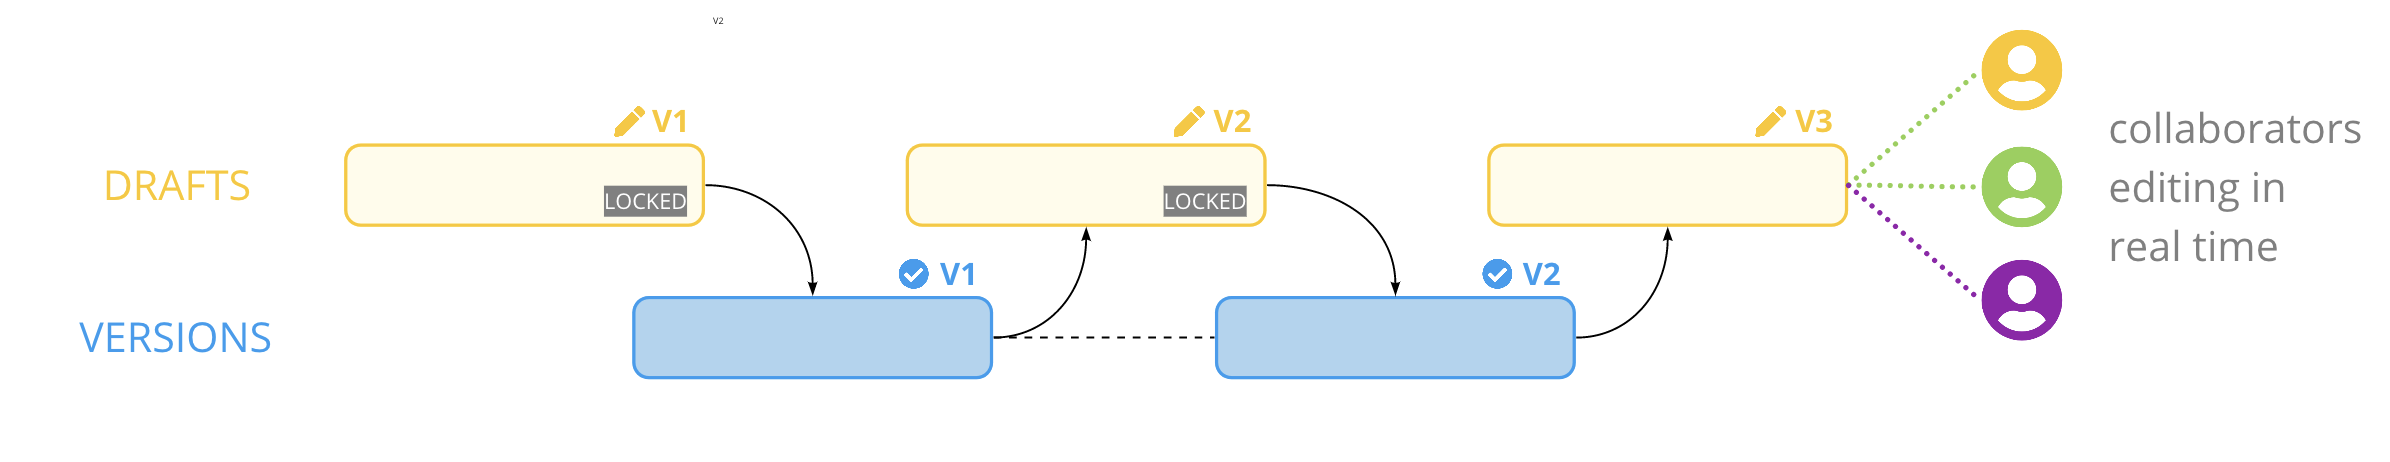 V2
V1
V2
V3
DRAFTS
LOCKED
LOCKED
collaborators
editing in
real time
V1
V2
VERSIONS